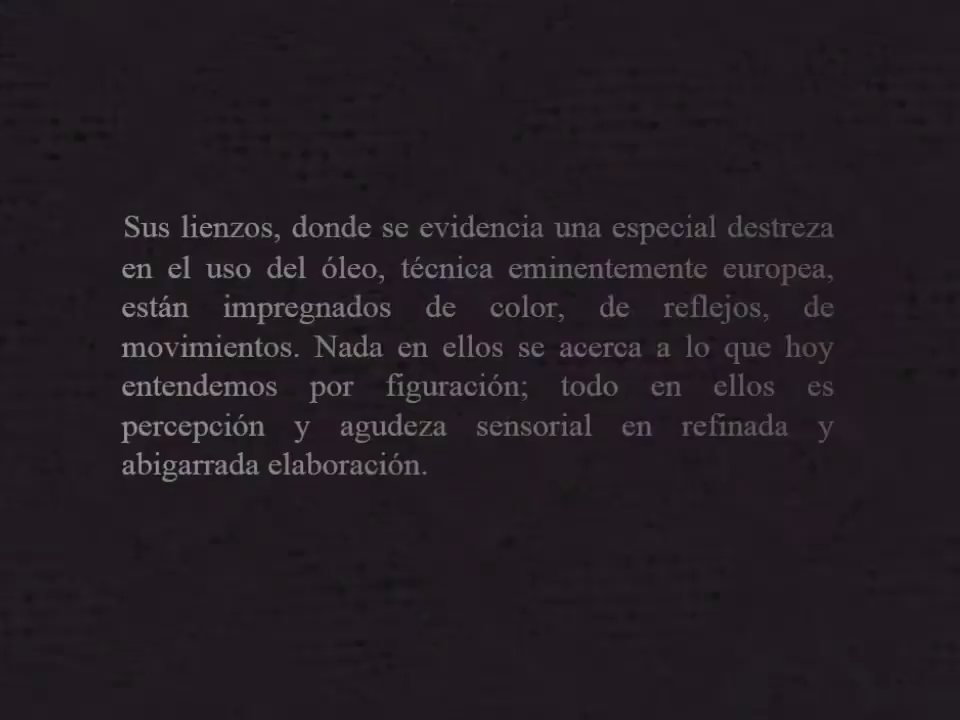 Sus lienzos, donde se evidencia una especial destreza
en el uso del óleo, técnica eminentemente europea,
están impregnados de color, de reflejos, de
movimientos. Nada en ellos se acerca a lo que hoy
entendemos por figuración; todo en ellos es
percepción y agudeza sensorial en refinada y
abigarrada elaboración.